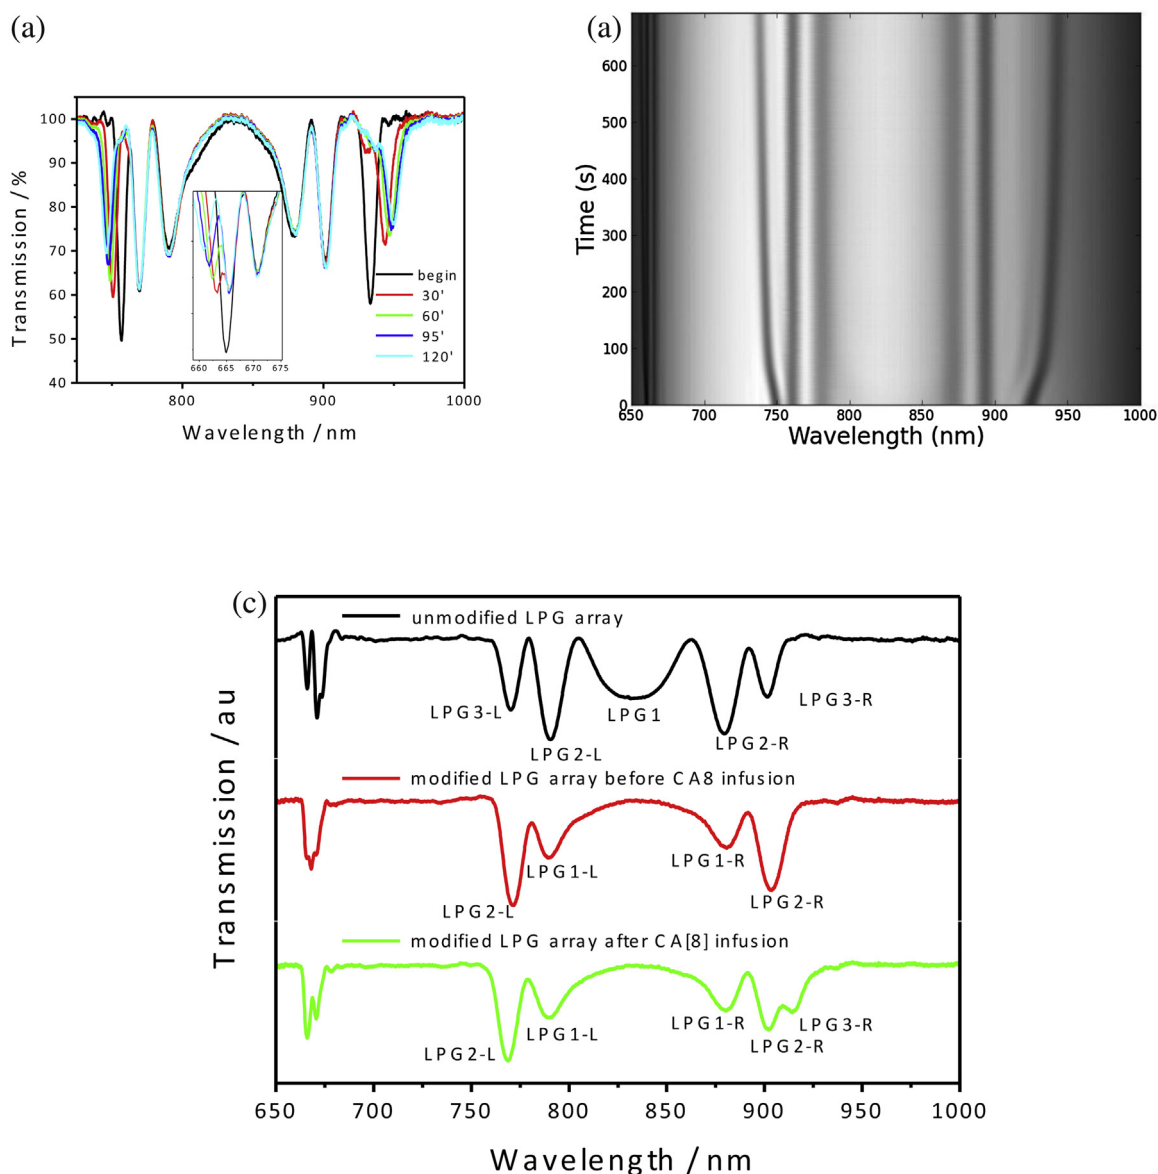 (a)
Transmission / %
100
90
80
70
60
50
40
800
900
1000
Wavelength / nm
660 665 670 675
begin
30'
60'
95'
120'
(a)
Time (s)
600
500
400
300
200
100
0
650 700 750 800 850 900 950 1000
Wavelength (nm)
(c)
Transmission / au
unmodified LPG array
LPG3-L
LPG2-L
LPG1
LPG2-R
LPG3-R
modified LPG array before CA8 infusion
LPG2-L
LPG1-L
LPG1-R
LPG2-R
modified LPG array after CA[8] infusion
LPG2-L
LPG1-L
LPG1-R
LPG2-R
LPG3-R
650 700 750 800 850 900 950 1000
Wavelength / nm